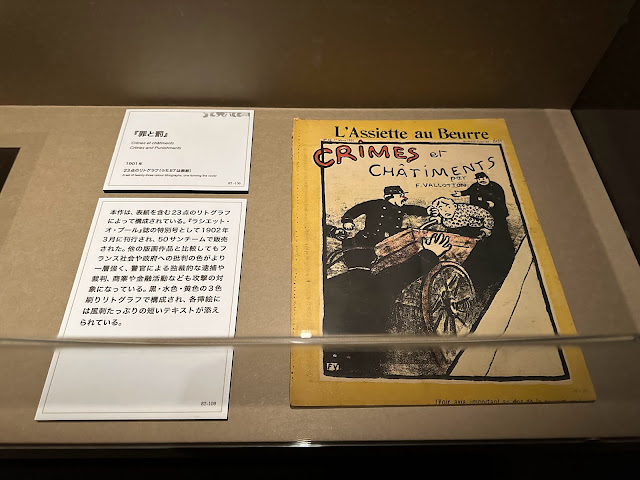 『罪と罰』
Crimes et châtiments
Crimes and Punishments
1901年
23点のリトグラフ
87-109
本作は、表紙を含む23点のリトグラフ
によって構成されている。『ラシエット・
オ・ブール』誌の特別号として1902年
3月に刊行され、50サンチームで販売
された。他の版画作品と比較してもフ
ランス社会や政府への批判の色がより
一層強く、警官による独裁的な逮捕や
裁判、商業や金融活動なども攻撃の対
象になっている。黒・水色・黄色の3色
刷りリトグラフで構成され、各挿絵に
は風刺たっぷりの短いテキストが添え
られている。
87-109
L'Assiette au Beurre
CRIMES et
CHÂTIMENTS
par
F. VALLOTTON
FV